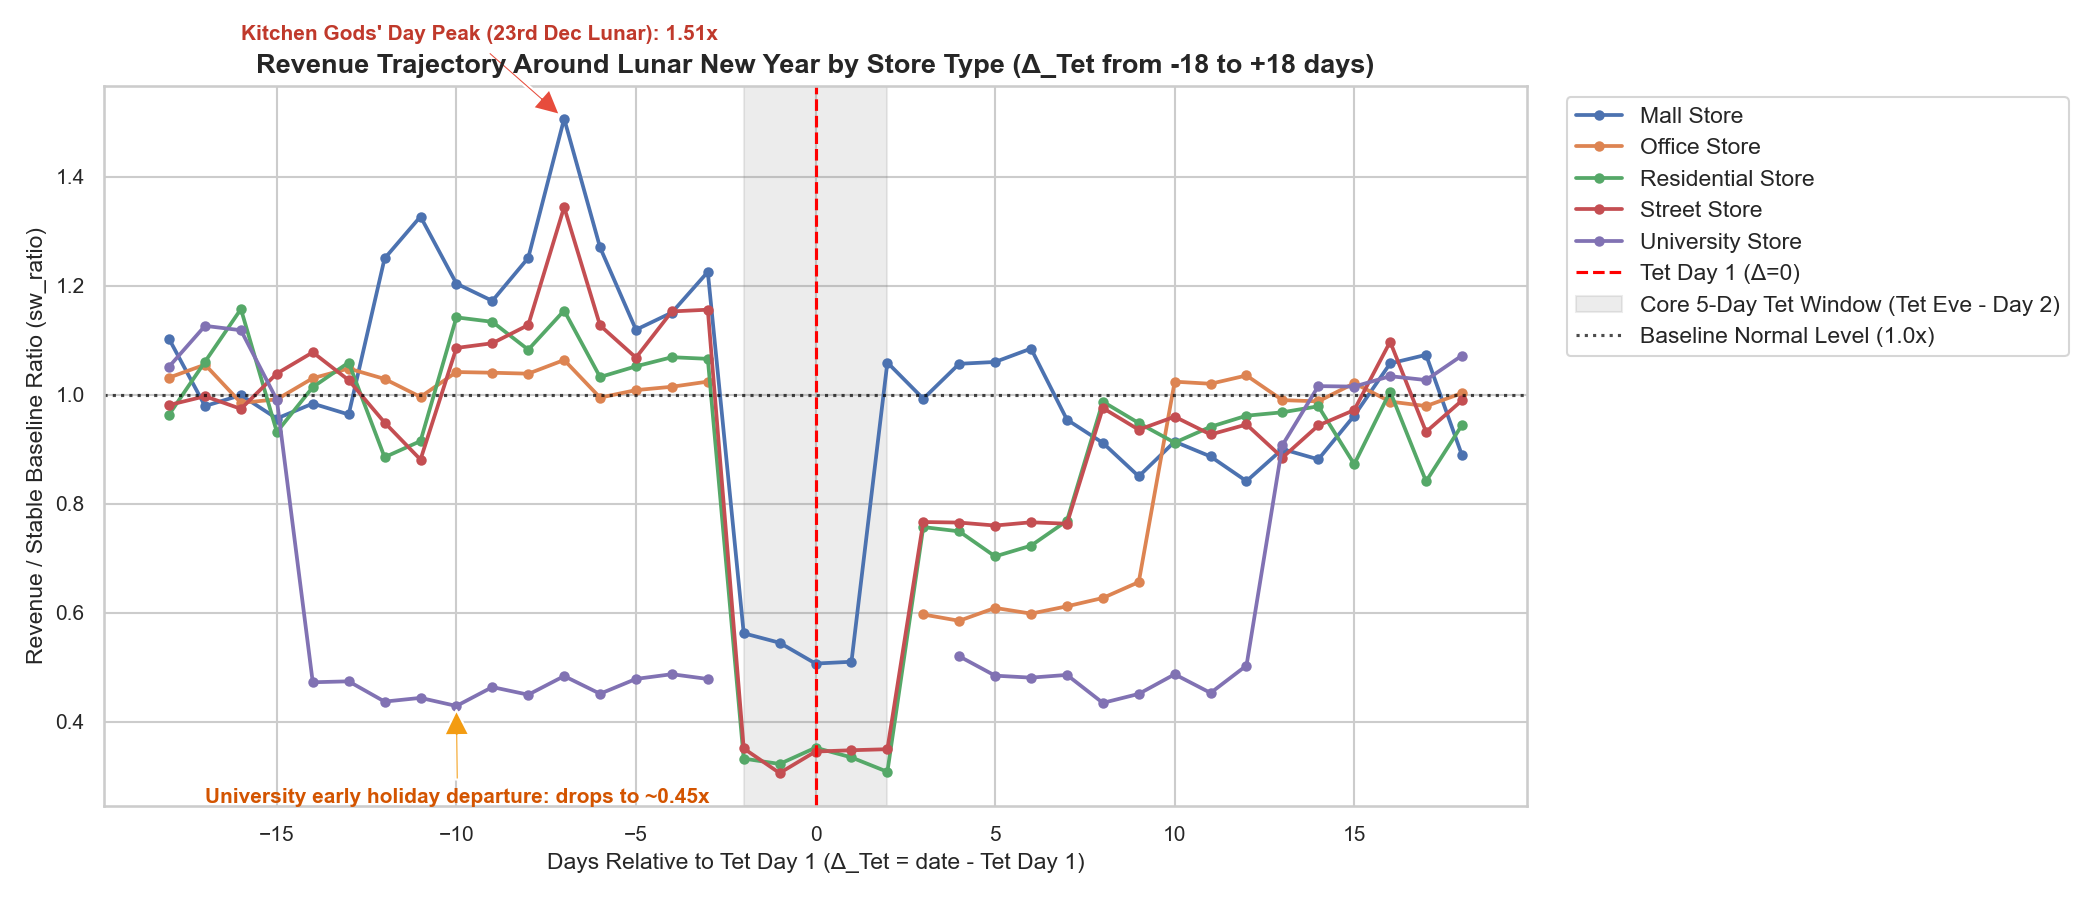 Kitchen Gods' Day Peak (23rd Dec Lunar): 1.51x
Revenue Trajectory Around Lunar New Year by Store Type (Δ_Tet from -18 to +18 days)
Revenue / Stable Baseline Ratio (sw_ratio)
1.4
1.2
1.0
0.8
0.6
0.4
University early holiday departure: drops to ~0.45x
−15
−10
−5
0
5
10
15
Days Relative to Tet Day 1 (Δ_Tet = date - Tet Day 1)
Mall Store
Office Store
Residential Store
Street Store
University Store
Tet Day 1 (Δ=0)
Core 5-Day Tet Window (Tet Eve - Day 2)
Baseline Normal Level (1.0x)